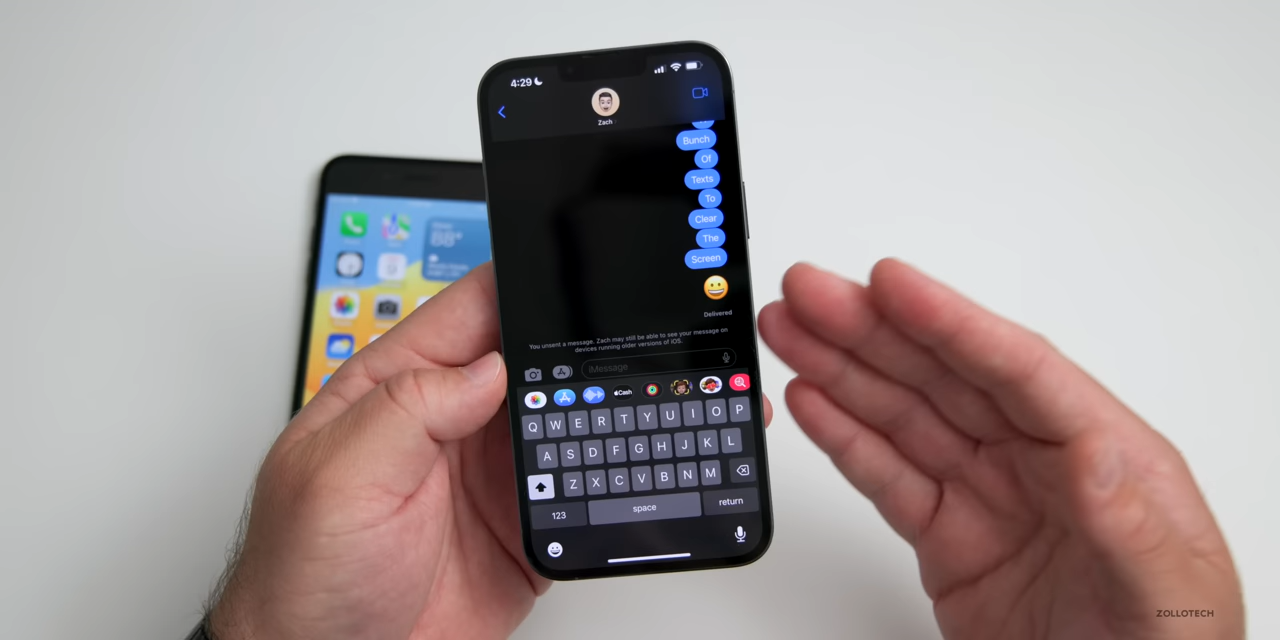 4:29
Zach
Bunch
Of
Texts
To
Clear
The
Screen
Delivered
You unsent a message. Zach may still be able to see your message on
devices running older versions of iOS.
iMessage
Cash
Q W E R T Y U I O P
A S D F G H J K L
Z X C V B N M
123 space return
ZOLLOTECH